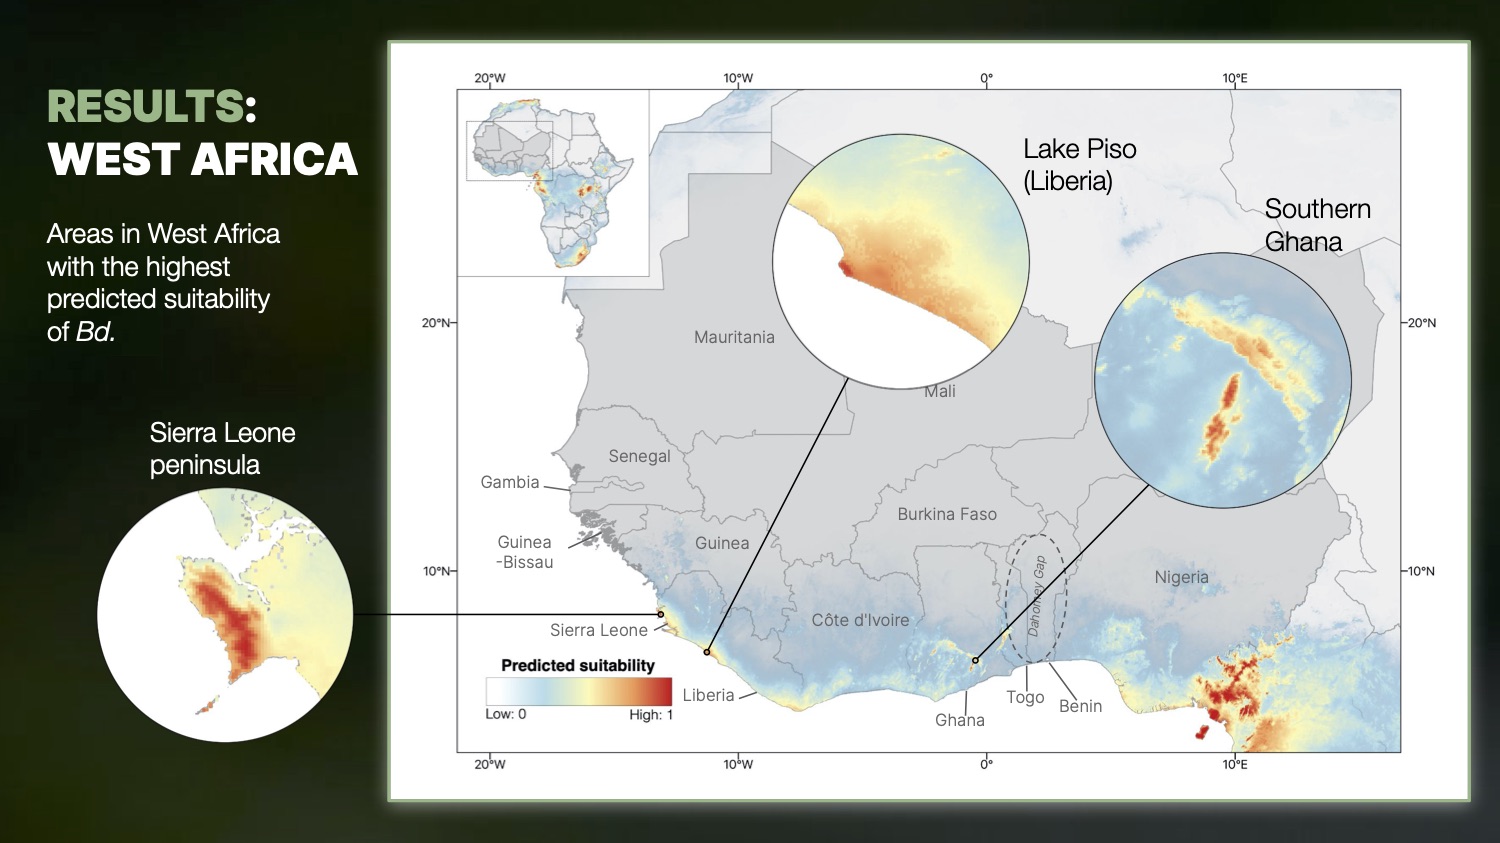 RESULTS:
WEST AFRICA
Areas in West Africa
with the highest
predicted suitability
of Bd.
Sierra Leone
peninsula
20°W
10°W
0°
10°E
Lake Piso
(Liberia)
Southern
Ghana
20°N
20°N
Mauritania
Mali
Senegal
Gambia
Burkina Faso
Guinea
-Bissau
Guinea
10°N
10°N
Dahomey Gap
Nigeria
Côte d'Ivoire
Sierra Leone
Predicted suitability
Low: 0
High: 1
Liberia
Ghana
Togo
Benin
20°W
10°W
0°
10°E